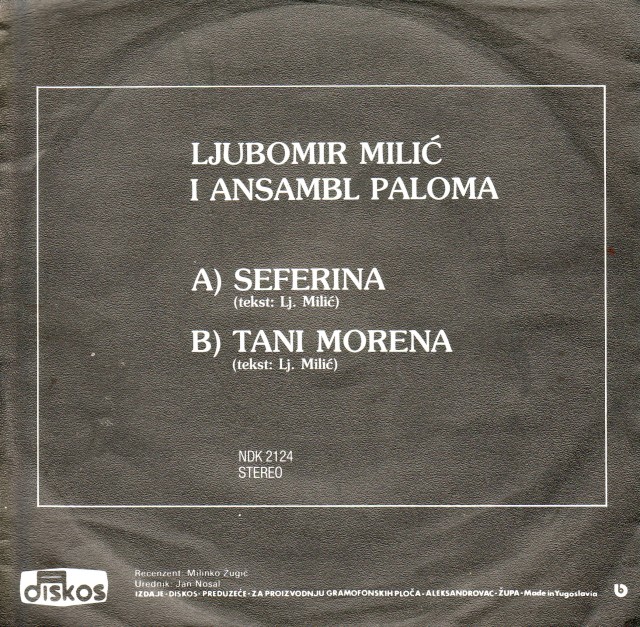 LJUBOMIR MILIĆ
I ANSAMBL PALOMA
A) SEFERINA
(tekst: Lj. Milić)
B) TANI MORENA
(tekst: Lj. Milić)
NDK 2124
STEREO
diskos
Recenzent: Milinko Žugić
Urednik: Jan Nosal
IZDAJE-DISKOS-PREDUZEĆE-ZA PROIZVODNJU GRAMOFONSKIH PLOČA-ALEKSANDROVAC-ŽUPA-Made in Yugoslavia
b